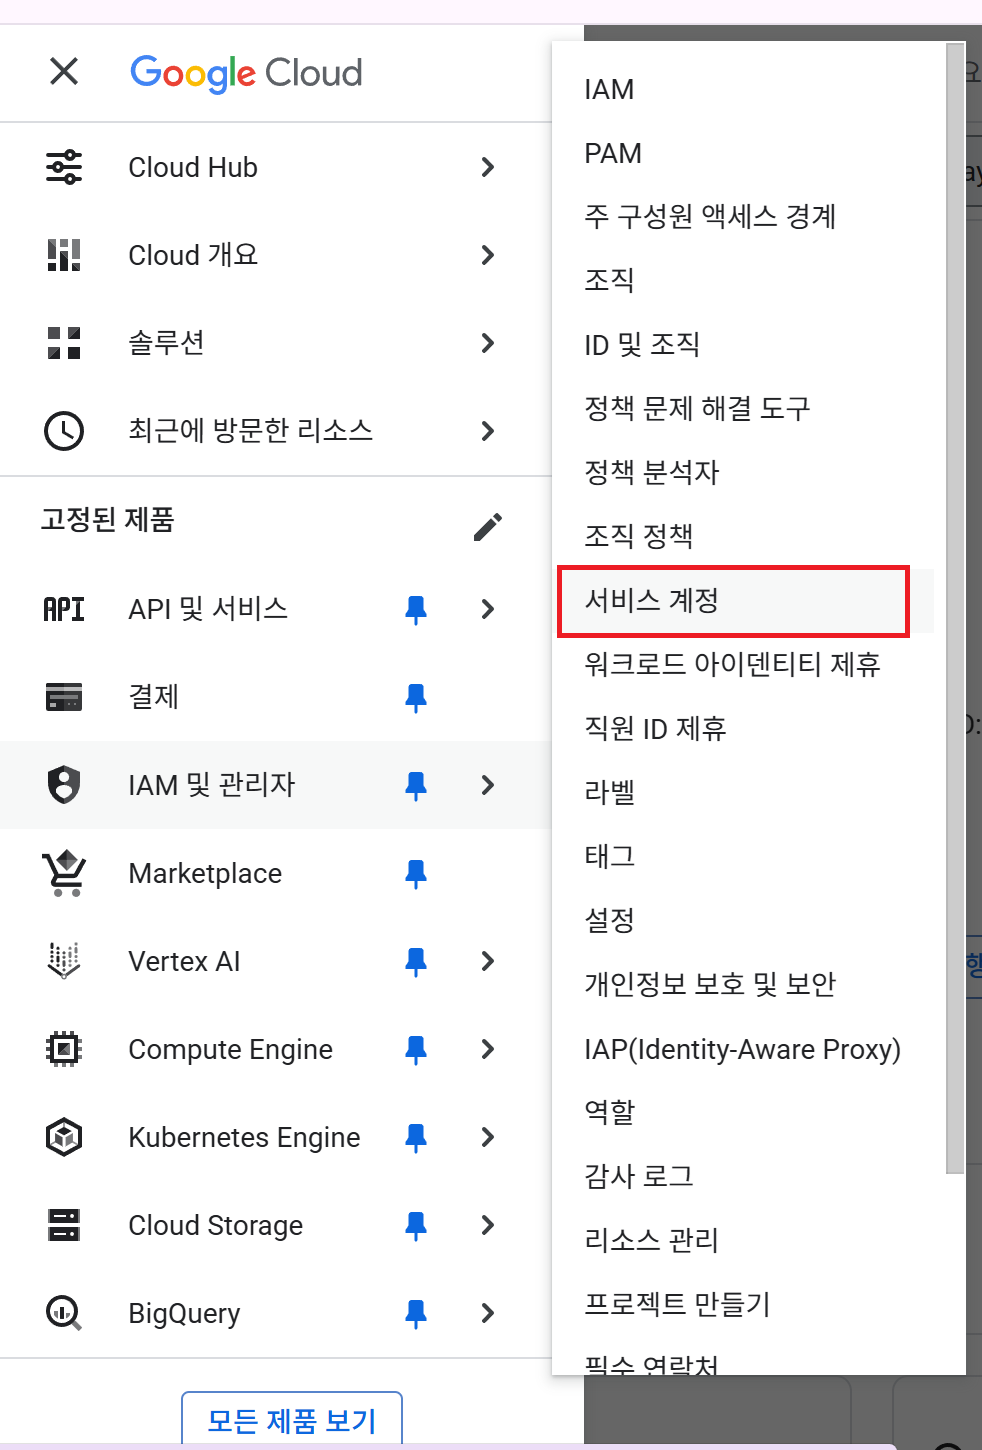 Google Cloud
Cloud Hub
Cloud 개요
솔루션
최근에 방문한 리소스
고정된 제품
API API 및 서비스
결제
IAM 및 관리자
Marketplace
Vertex AI
Compute Engine
Kubernetes Engine
Cloud Storage
BigQuery
모든 제품 보기
IAM
PAM
주 구성원 액세스 경계
조직
ID 및 조직
정책 문제 해결 도구
정책 분석자
조직 정책
서비스 계정
워크로드 아이덴티티 제휴
직원 ID 제휴
라벨
태그
설정
개인정보 보호 및 보안
IAP(Identity-Aware Proxy)
역할
감사 로그
리소스 관리
프로젝트 만들기
필수 연락처